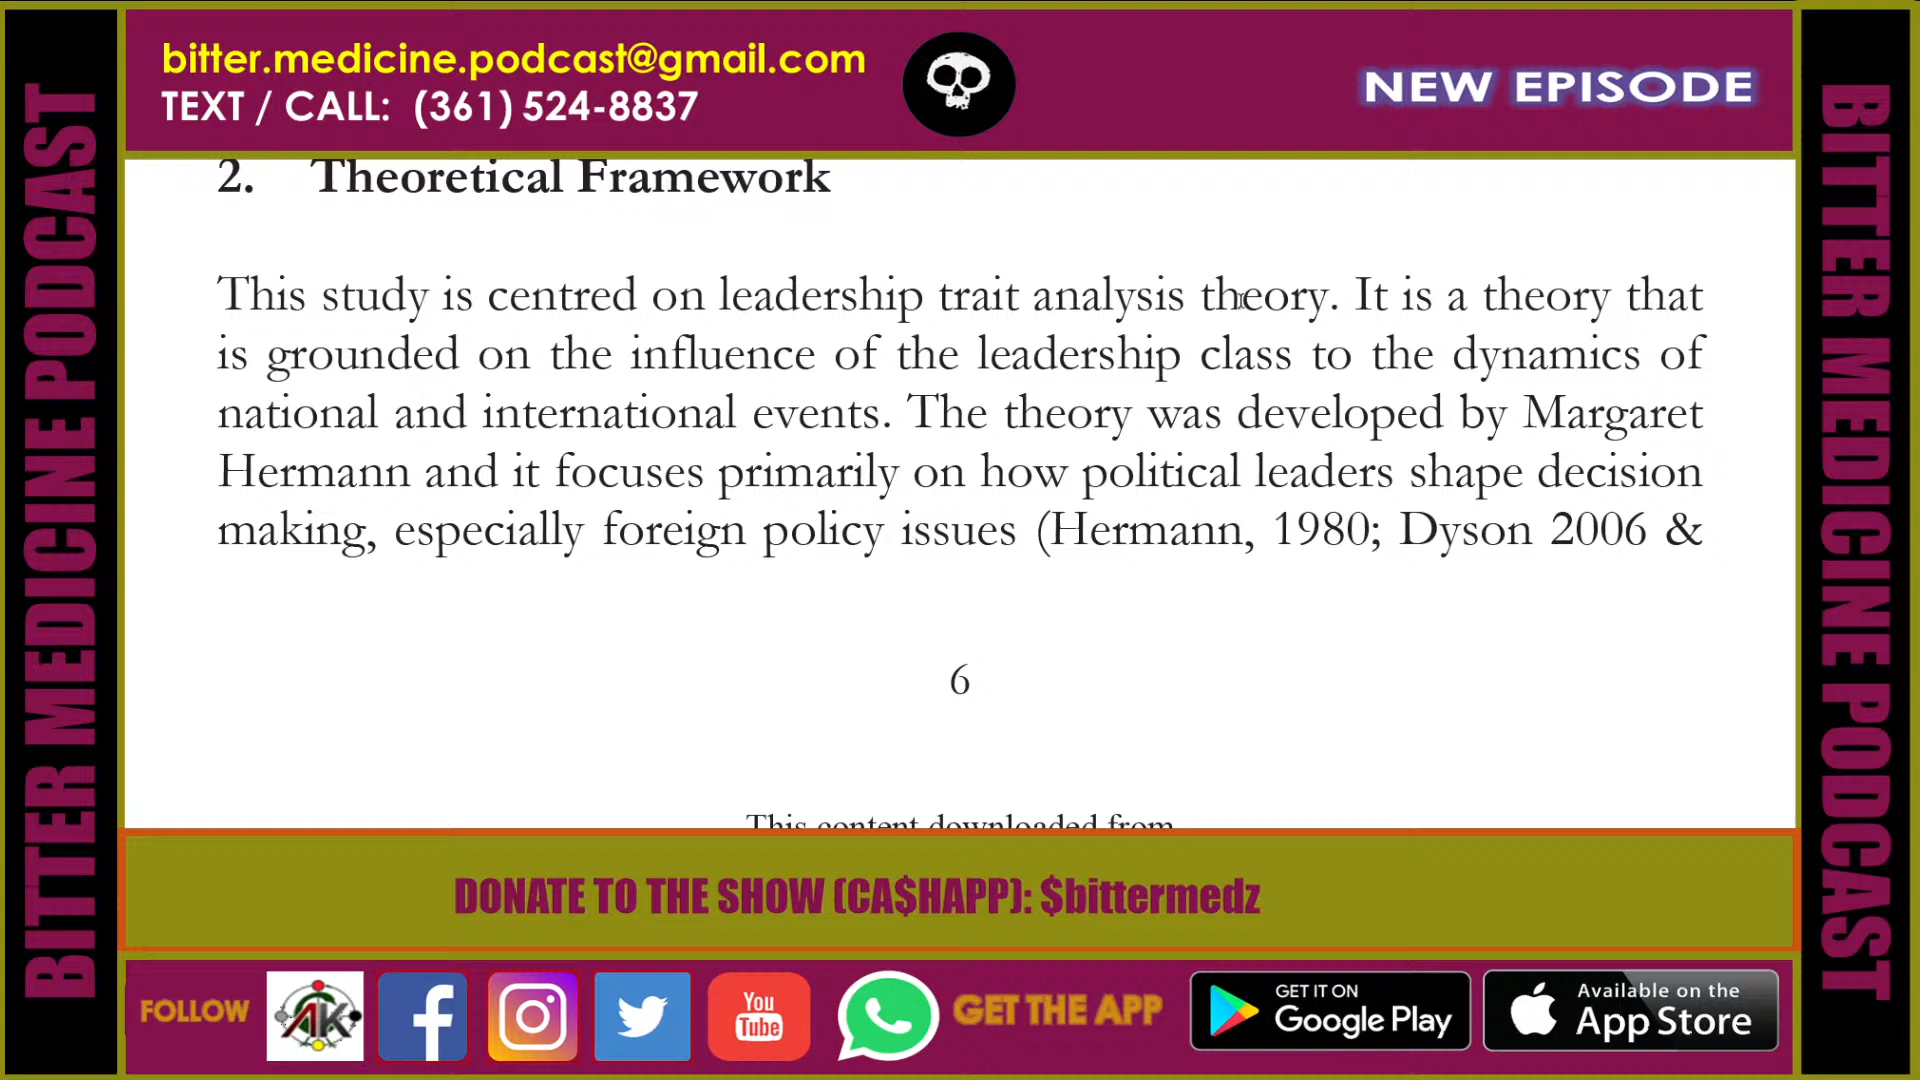 bitter.medicine.podcast@gmail.com
TEXT / CALL: (361) 524-8837
NEW EPISODE
BITTER MEDICINE PODCAST
2. Theoretical Framework
This study is centred on leadership trait analysis theory. It is a theory that
is grounded on the influence of the leadership class to the dynamics of
national and international events. The theory was developed by Margaret
Hermann and it focuses primarily on how political leaders shape decision
making, especially foreign policy issues (Hermann, 1980; Dyson 2006 &
6
This content downloaded from
BITTER MEDICINE PODCAST
DONATE TO THE SHOW (CA$HAPP): $bittermedz
FOLLOW
AK
You
Tube
GET THE APP
GET IT ON
Google Play
Available on the
App Store